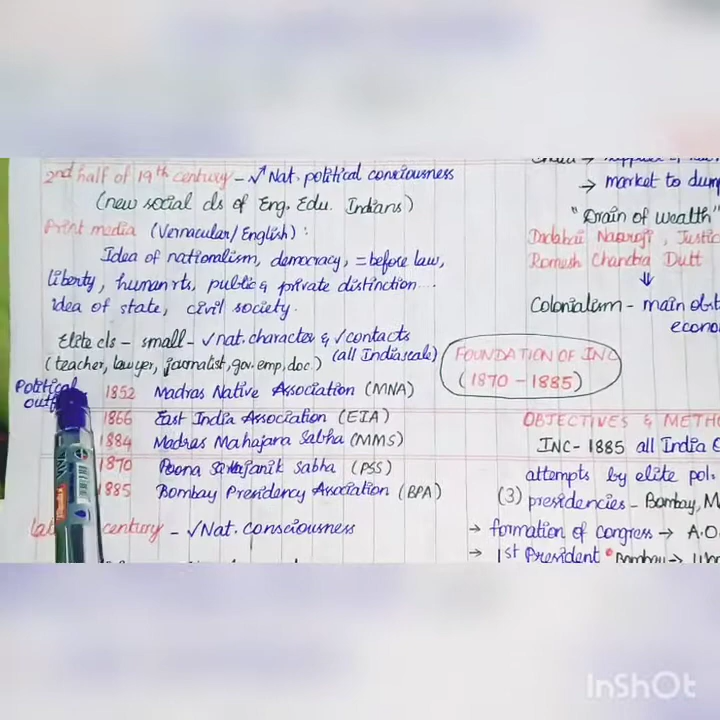 2nd half of 19th century - ✓ Nat. political conciousness
(new social cls of Eng. Edu. Indians)
Print media (Vernacular/English) :
Idea of nationalism, democracy, = before law,
liberty, human rts, public & private distinction...
idea of state, civil society.
Elite cls - small - ✓ nat. character & ✓ contacts
(teacher, lawyer, journalist, gov. emp, doc.) (all India scale)
Political
1852 Madras Native Association (MNA)
1866 East India Association (EIA)
1884 Madras Mahajara Sabha (MMS)
1870 Poona Sarvajanik Sabha (PSS)
1885 Bombay Presidency Association (BPA)
century - ✓ Nat. consciousness
→ market to dump
"Drain of wealth"
Dadabai Naoroji, Justic
Romesh Chandra Dutt
↓
Colonialism - main obst
econo
FOUNDATION OF INC
(1870 - 1885)
OBJECTIVES & METHO
INC - 1885 all India
attempts by elite pol.
(3) presidencies - Bombay, M
→ formation of congress → A.O.
→ 1st President Bombay →
InShOt